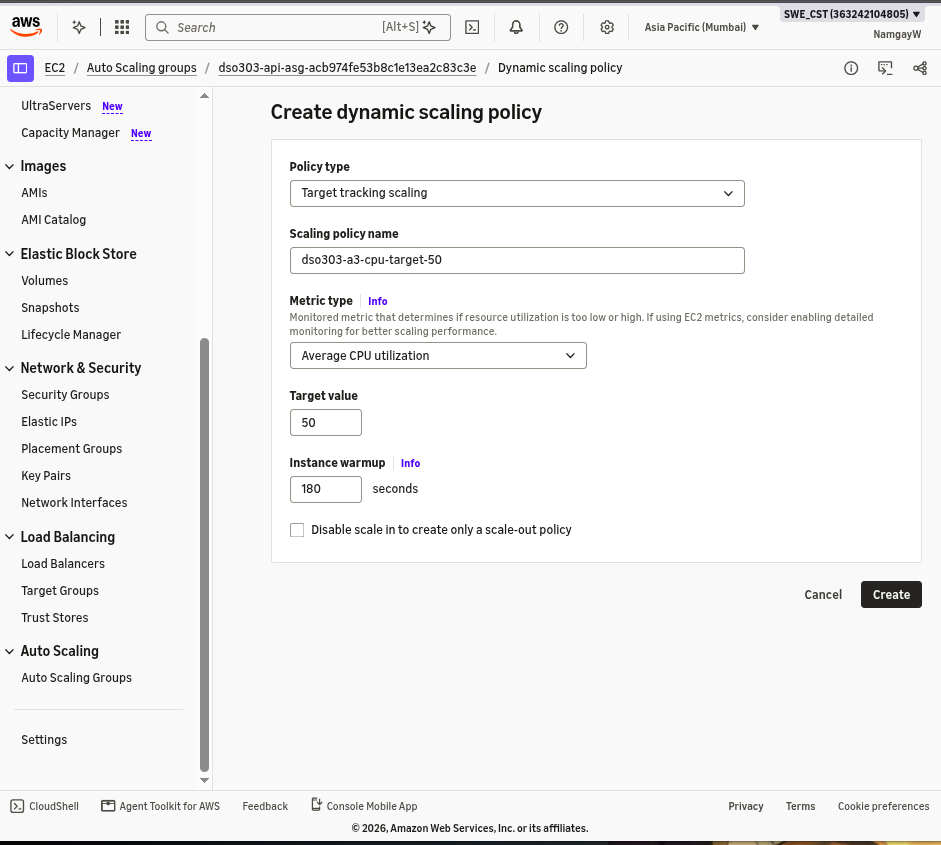 aws
Search [Alt+S]
Asia Pacific (Mumbai)
SWE_CST (363242104805)
NamgayW
EC2 / Auto Scaling groups / dso303-api-asg-acb974fe53b8c1e13ea2c83c3e / Dynamic scaling policy
UltraServers New
Capacity Manager New
Images
AMIs
AMI Catalog
Elastic Block Store
Volumes
Snapshots
Lifecycle Manager
Network & Security
Security Groups
Elastic IPs
Placement Groups
Key Pairs
Network Interfaces
Load Balancing
Load Balancers
Target Groups
Trust Stores
Auto Scaling
Auto Scaling Groups
Settings
Create dynamic scaling policy
Policy type
Target tracking scaling
Scaling policy name
dso303-a3-cpu-target-50
Metric type Info
Monitored metric that determines if resource utilization is too low or high. If using EC2 metrics, consider enabling detailed
monitoring for better scaling performance.
Average CPU utilization
Target value
50
Instance warmup Info
180 seconds
Disable scale in to create only a scale-out policy
Cancel Create
CloudShell Agent Toolkit for AWS Feedback Console Mobile App Privacy Terms Cookie preferences
© 2026, Amazon Web Services, Inc. or its affiliates.